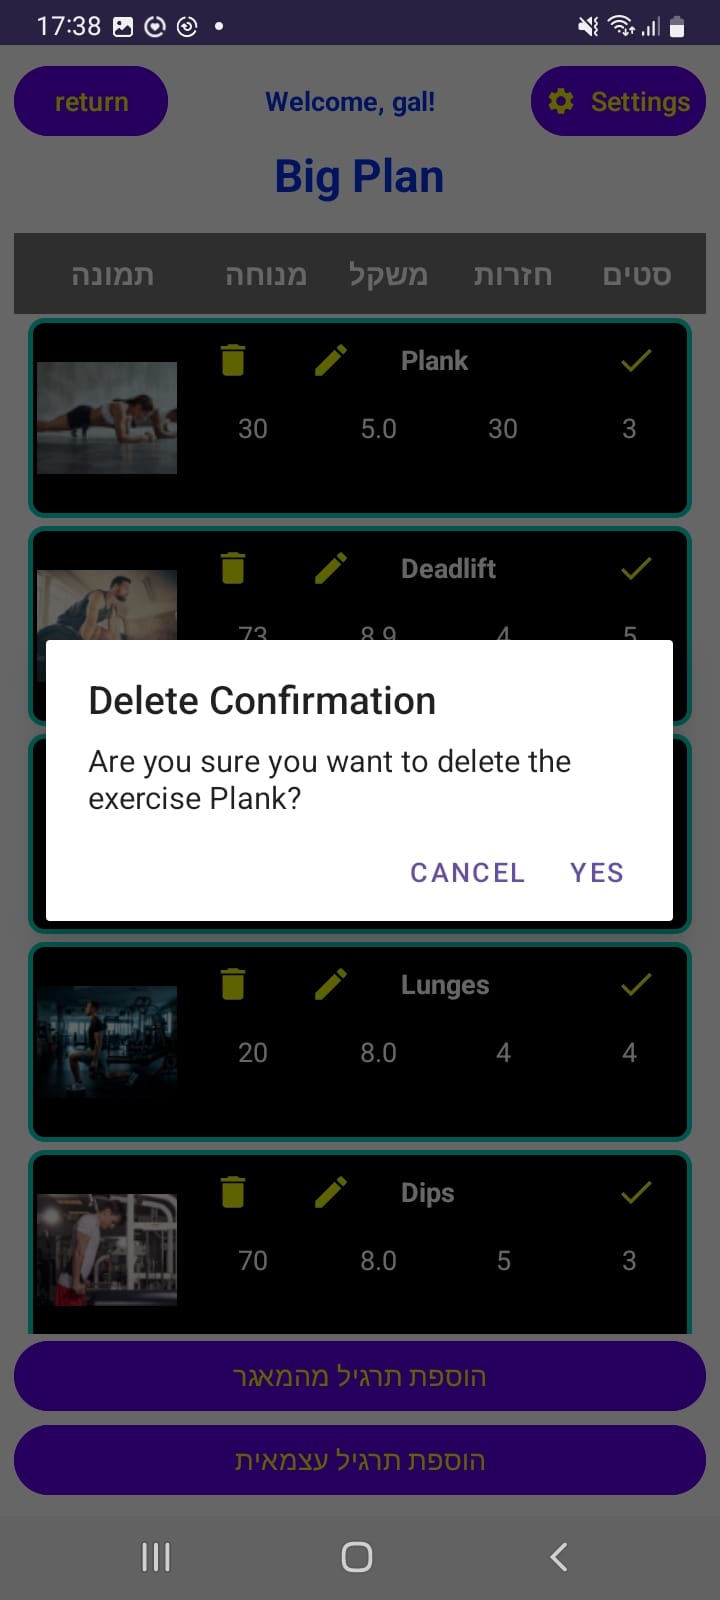 17:38
return
Welcome, gal!
Settings
Big Plan
סטים חזרות משקל מנוחה תמונה
Plank
30 5.0 30 3
Deadlift
73 8.9 4 5
Delete Confirmation
Are you sure you want to delete the
exercise Plank?
CANCEL YES
Lunges
20 8.0 4 4
Dips
70 8.0 5 3
הוספת תרגיל מהמאגר
הוספת תרגיל עצמאית